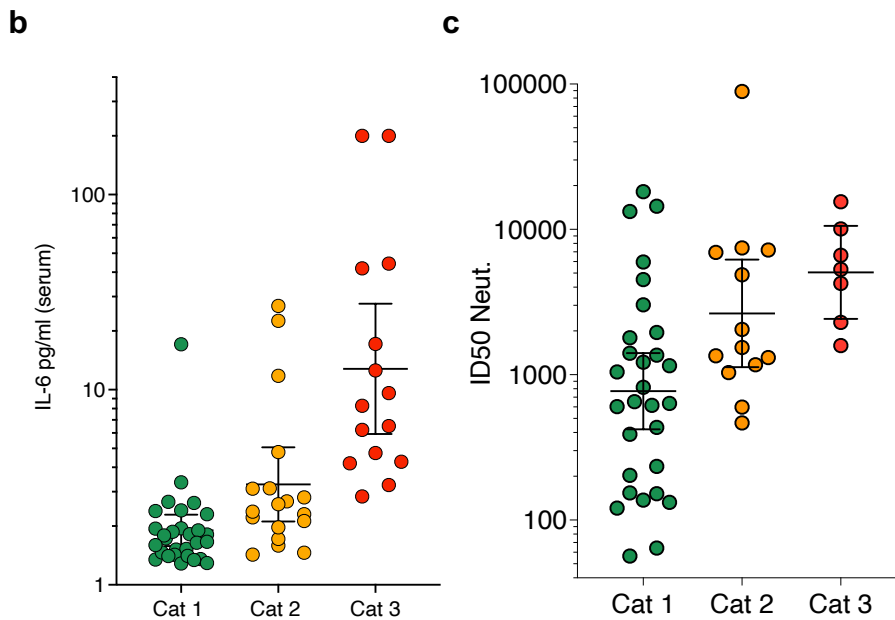 b
IL-6 pg/ml (serum)
100
10
1
Cat 1 Cat 2 Cat 3
c
ID50 Neut.
100000
10000
1000
100
Cat 1 Cat 2 Cat 3